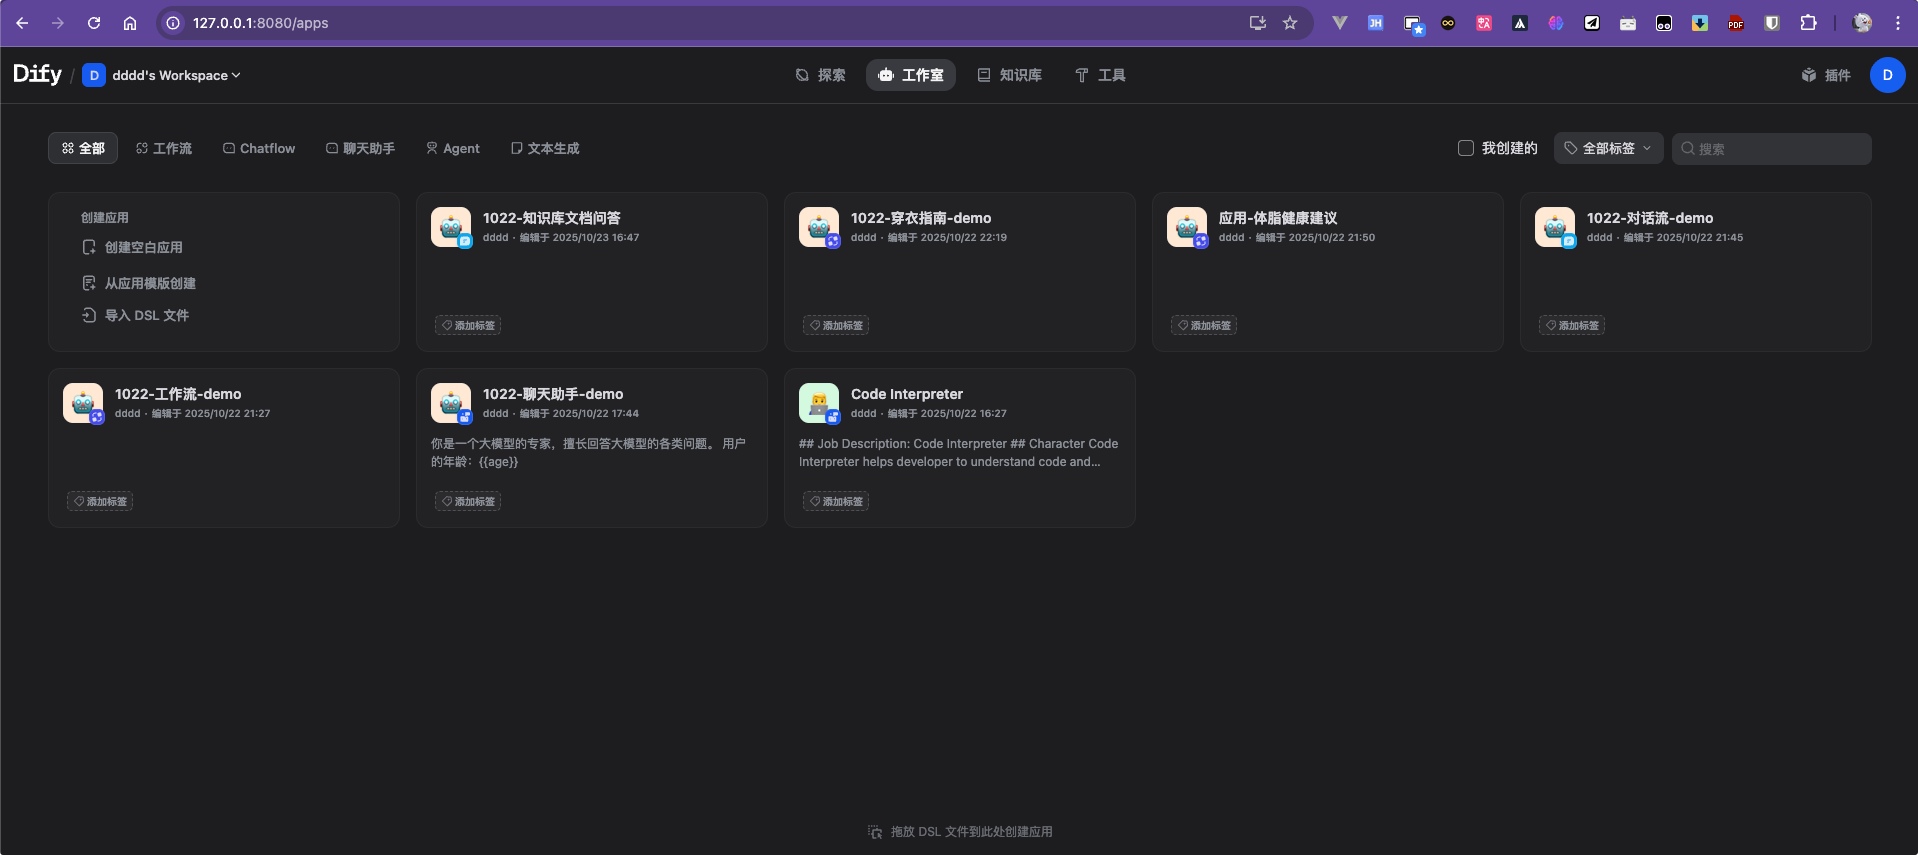 127.0.0.1:8080/apps
JH
PDF
Dify / D dddd's Workspace
探索
工作室
知识库
工具
插件
D
全部
工作流
Chatflow
聊天助手
Agent
文本生成
我创建的
全部标签
搜索
创建应用
创建空白应用
从应用模版创建
导入 DSL 文件
1022-知识库文档问答
dddd · 编辑于 2025/10/23 16:47
添加标签
1022-穿衣指南-demo
dddd · 编辑于 2025/10/22 22:19
添加标签
应用-体脂健康建议
dddd · 编辑于 2025/10/22 21:50
添加标签
1022-对话流-demo
dddd · 编辑于 2025/10/22 21:45
添加标签
1022-工作流-demo
dddd · 编辑于 2025/10/22 21:27
添加标签
1022-聊天助手-demo
dddd · 编辑于 2025/10/22 17:44
你是一个大模型的专家，擅长回答大模型的各类问题。 用户
的年龄：{{age}}
添加标签
Code Interpreter
dddd · 编辑于 2025/10/22 16:27
## Job Description: Code Interpreter ## Character Code
Interpreter helps developer to understand code and...
添加标签
拖放 DSL 文件到此处创建应用